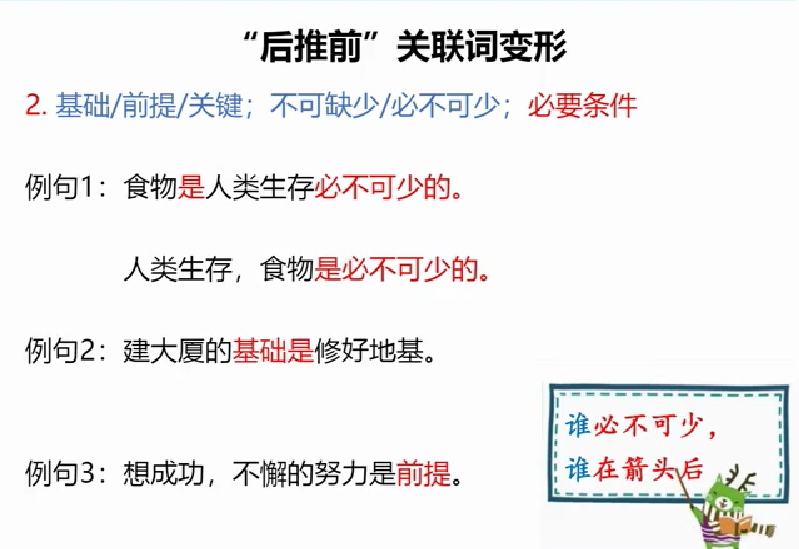 “后推前”关联词变形
2. 基础/前提/关键；不可缺少/必不可少；必要条件
例句1：食物是人类生存必不可少的。
人类生存，食物是必不可少的。
例句2：建大厦的基础是修好地基。
例句3：想成功，不懈的努力是前提。
谁必不可少，
谁在箭头后